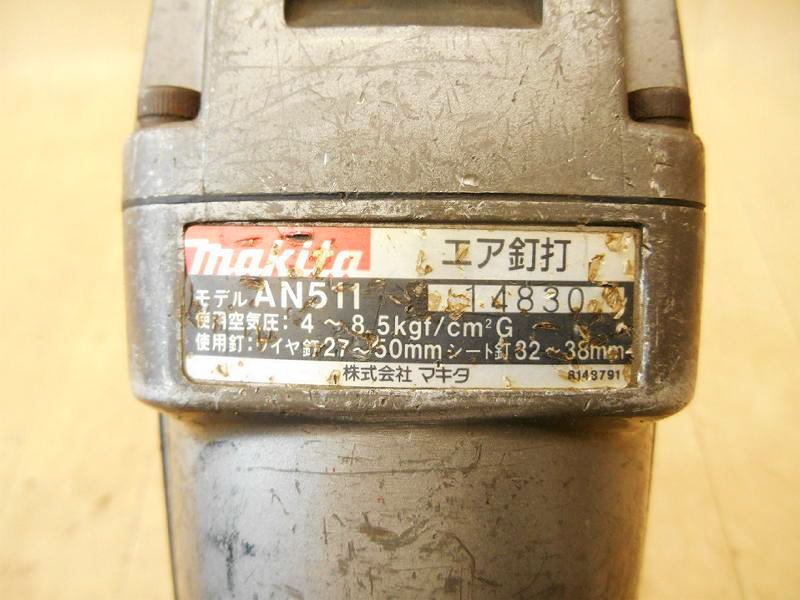 makita エア釘打
モデル AN511 14830
使用空気圧: 4～8.5kgf/cm²G
使用釘:ワイヤ釘27～50mm シート釘32～38mm
株式会社 マキタ 8143791